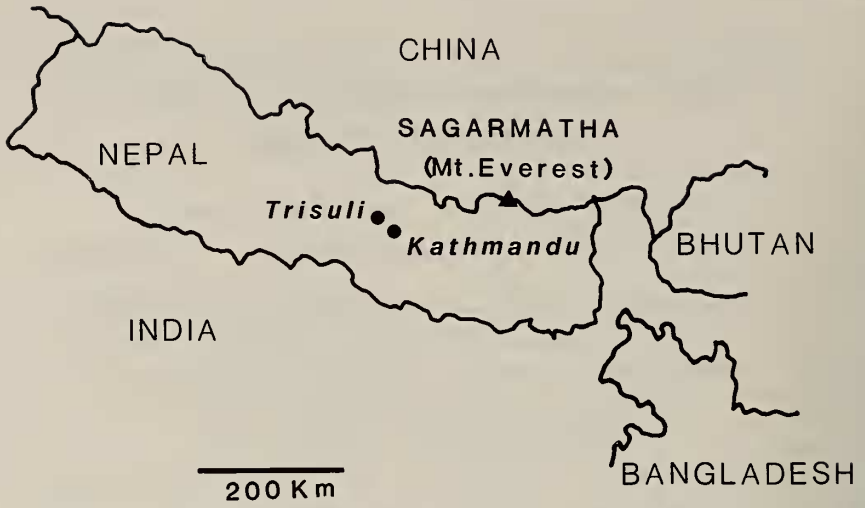 CHINA
SAGARMATHA
(Mt.Everest)
NEPAL
Trisuli
Kathmandu
BHUTAN
INDIA
200 Km
BANGLADESH